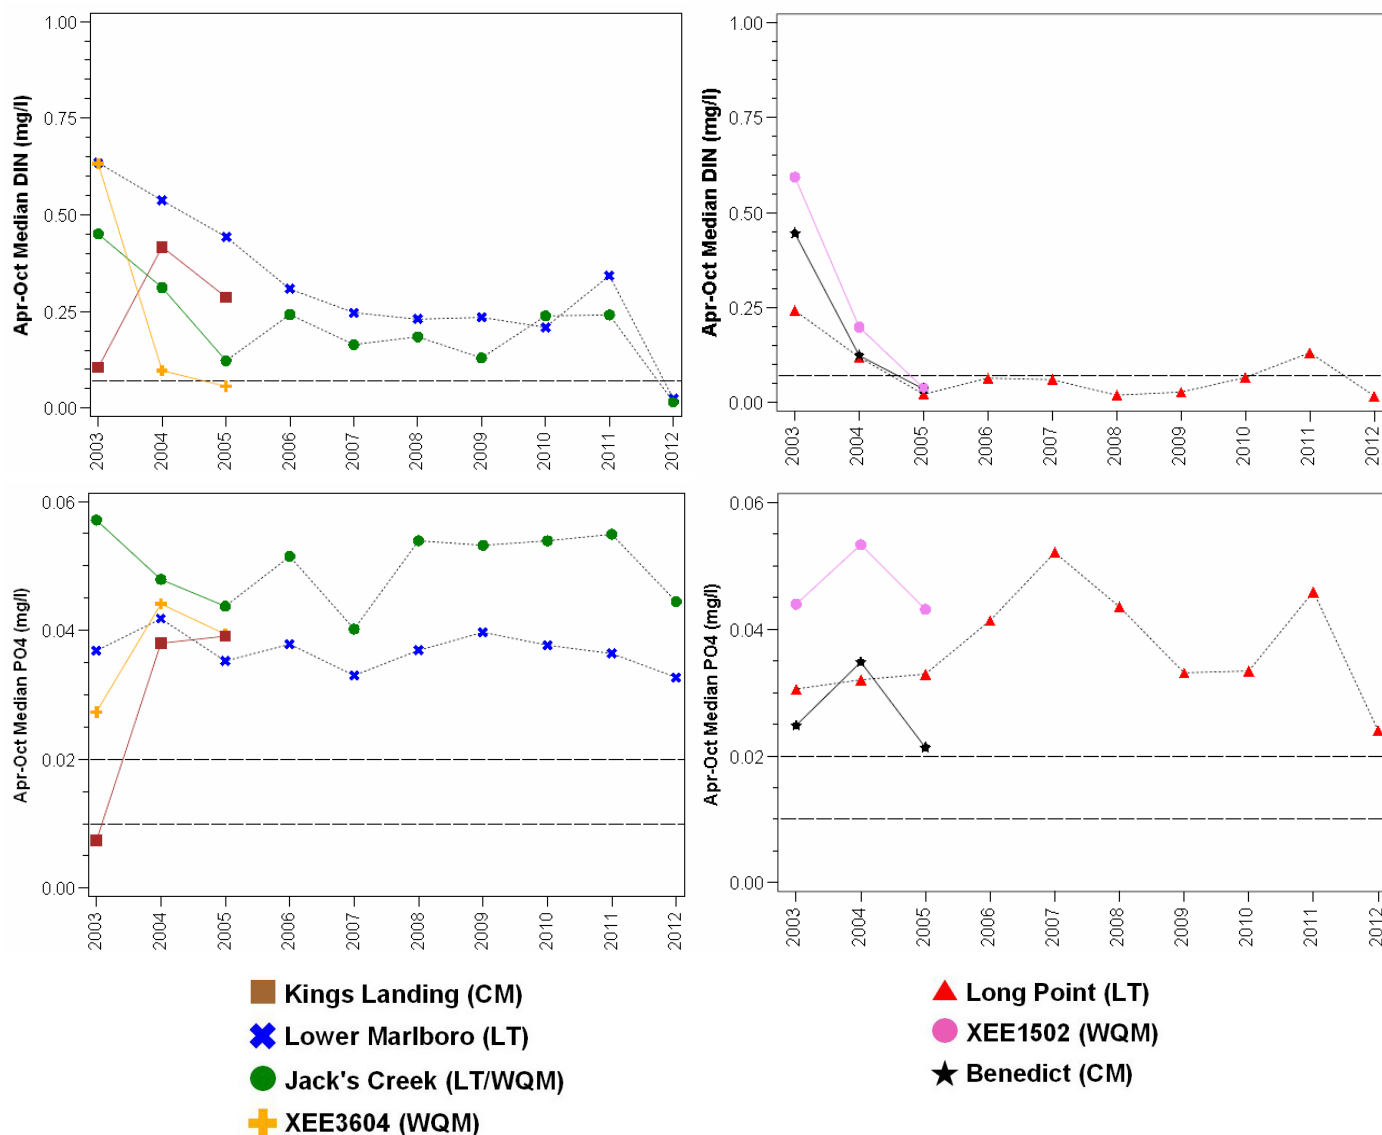 Apr-Oct Median DIN (mg/l)
1.00
0.75
0.50
0.25
0.00
2003 2004 2005 2006 2007 2008 2009 2010 2011 2012
Apr-Oct Median DIN (mg/l)
1.00
0.75
0.50
0.25
0.00
2003 2004 2005 2006 2007 2008 2009 2010 2011 2012
Apr-Oct Median PO4 (mg/l)
0.06
0.04
0.02
0.00
2003 2004 2005 2006 2007 2008 2009 2010 2011 2012
Apr-Oct Median PO4 (mg/l)
0.06
0.04
0.02
0.00
2003 2004 2005 2006 2007 2008 2009 2010 2011 2012
Kings Landing (CM)
Lower Marlboro (LT)
Jack's Creek (LT/WQM)
XEE3604 (WQM)
Long Point (LT)
XEE1502 (WQM)
Benedict (CM)